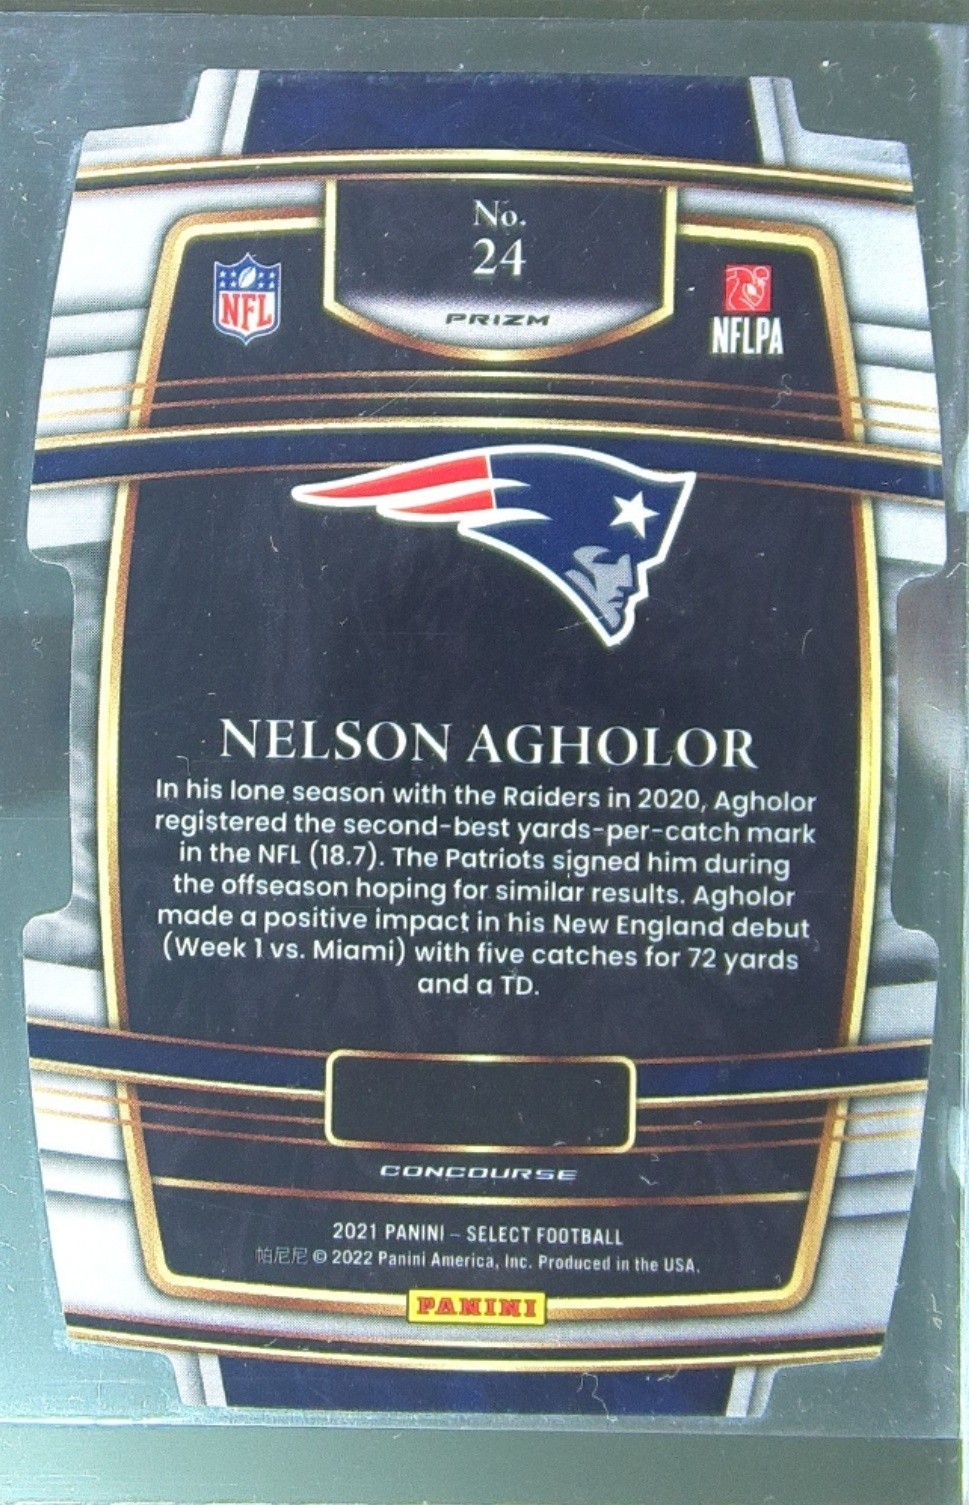 No.
24
PRIZM
NFL
NFLPA
NELSON AGHOLOR
In his lone season with the Raiders in 2020, Agholor
registered the second-best yards-per-catch mark
in the NFL (18.7). The Patriots signed him during
the offseason hoping for similar results. Agholor
made a positive impact in his New England debut
(Week 1 vs. Miami) with five catches for 72 yards
and a TD.
CONCOURSE
2021 PANINI – SELECT FOOTBALL
帕尼尼 © 2022 Panini America, Inc. Produced in the USA.
PANINI